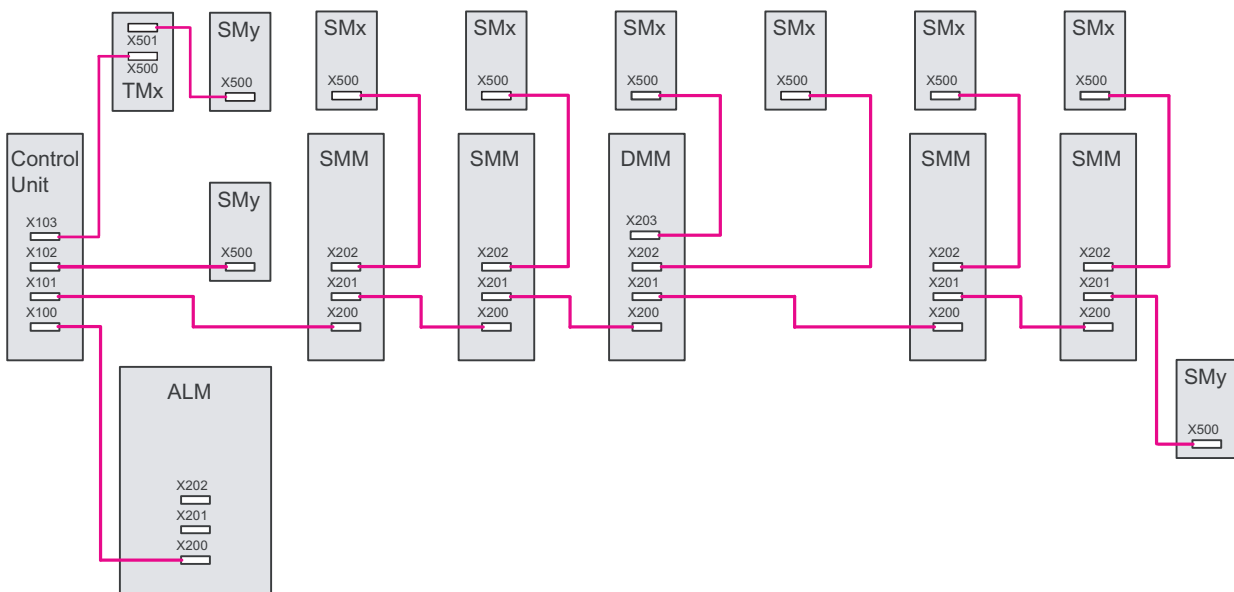 X501
X500
TMx
SMy
X500
SMx
X500
SMx
X500
SMx
X500
SMx
X500
SMx
X500
SMx
X500
Control
Unit
X103
X102
X101
X100
SMy
X500
SMM
X202
X201
X200
SMM
X202
X201
X200
DMM
X203
X202
X201
X200
SMM
X202
X201
X200
SMM
X202
X201
X200
SMy
X500
ALM
X202
X201
X200